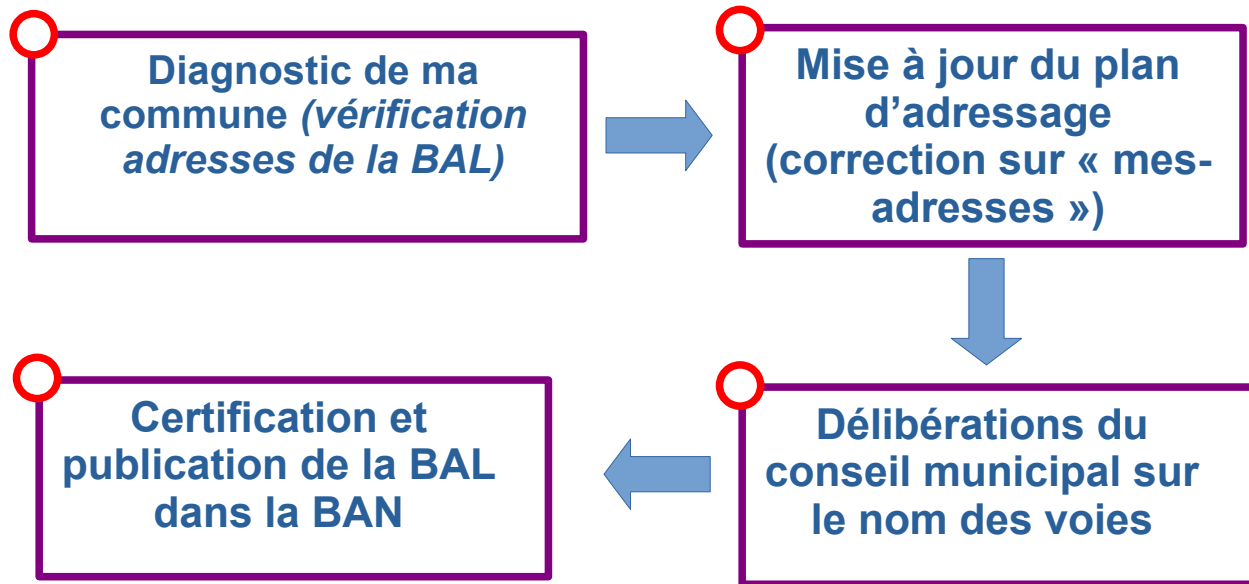 Diagnostic de ma
commune (vérification
adresses de la BAL)
Mise à jour du plan
d’adressage
(correction sur « mes-
adresses »)
Délibérations du
conseil municipal sur
le nom des voies
Certification et
publication de la BAL
dans la BAN